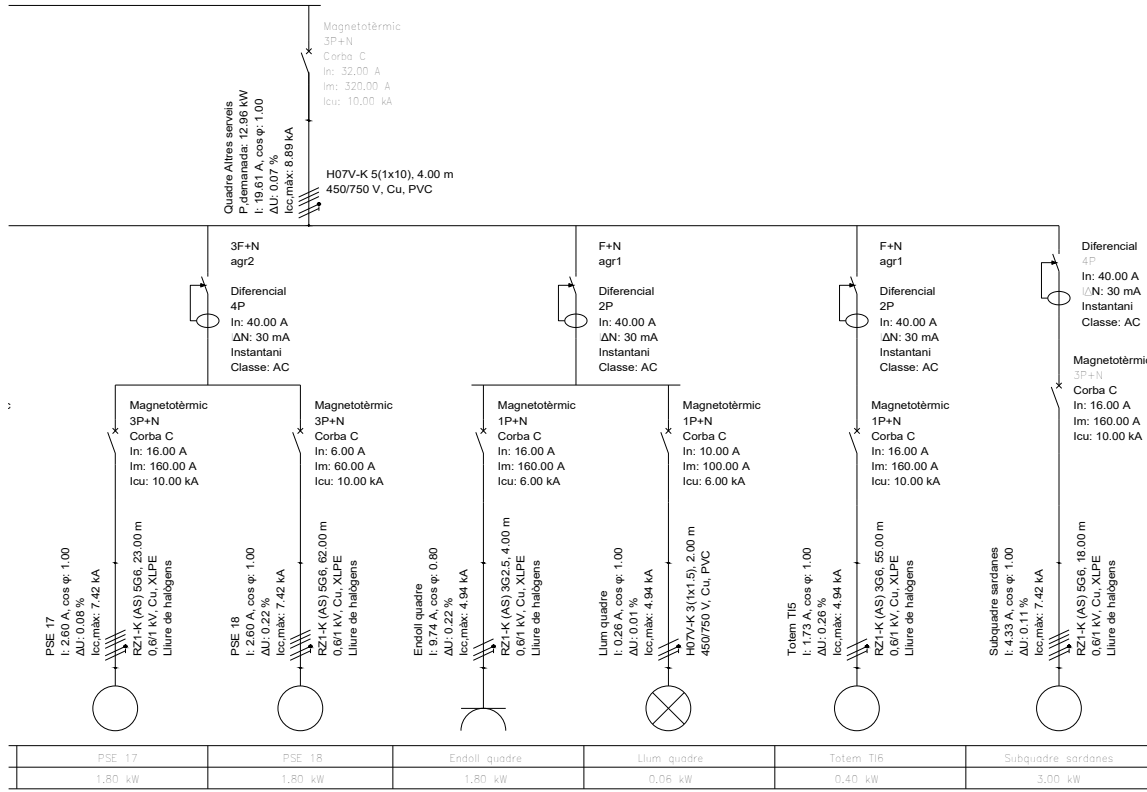 Magnetotèrmic
3P+N
Corba C
In: 32.00 A
Im: 320.00 A
Icu: 10.00 kA
Quadre Altres serveis
P,demanada: 12.96 kW
I: 19.61 A, cos φ: 1.00
ΔU: 0.07 %
Icc,màx: 8.89 kA
H07V-K 5(1x10), 4.00 m
450/750 V, Cu, PVC
3F+N
agr2
Diferencial
4P
In: 40.00 A
IΔN: 30 mA
Instantani
Classe: AC
F+N
agr1
Diferencial
2P
In: 40.00 A
IΔN: 30 mA
Instantani
Classe: AC
F+N
agr1
Diferencial
2P
In: 40.00 A
IΔN: 30 mA
Instantani
Classe: AC
Diferencial
4P
In: 40.00 A
IΔN: 30 mA
Instantani
Classe: AC
Magnetotèrmic
3P+N
Corba C
In: 16.00 A
Im: 160.00 A
Icu: 10.00 kA
Magnetotèrmic
3P+N
Corba C
In: 6.00 A
Im: 60.00 A
Icu: 10.00 kA
Magnetotèrmic
1P+N
Corba C
In: 16.00 A
Im: 160.00 A
Icu: 6.00 kA
Magnetotèrmic
1P+N
Corba C
In: 10.00 A
Im: 100.00 A
Icu: 6.00 kA
Magnetotèrmic
1P+N
Corba C
In: 16.00 A
Im: 160.00 A
Icu: 10.00 kA
Magnetotèrmic
3P+N
Corba C
In: 16.00 A
Im: 160.00 A
Icu: 10.00 kA
PSE 17
I: 2.60 A, cos φ: 1.00
ΔU: 0.08 %
Icc,màx: 7.42 kA
RZ1-K (AS) 5G6, 23.00 m
0,6/1 kV, Cu, XLPE
Lliure de halògens
PSE 18
I: 2.60 A, cos φ: 1.00
ΔU: 0.22 %
Icc,màx: 7.42 kA
RZ1-K (AS) 5G6, 62.00 m
0,6/1 kV, Cu, XLPE
Lliure de halògens
Endoll quadre
I: 9.74 A, cos φ: 0.80
ΔU: 0.22 %
Icc,màx: 4.94 kA
RZ1-K (AS) 3G2.5, 4.00 m
0,6/1 kV, Cu, XLPE
Lliure de halògens
Llum quadre
I: 0.26 A, cos φ: 1.00
ΔU: 0.01 %
Icc,màx: 4.94 kA
H07V-K 3(1x1.5), 2.00 m
450/750 V, Cu, PVC
Totem TI5
I: 1.73 A, cos φ: 1.00
ΔU: 0.26 %
Icc,màx: 4.94 kA
RZ1-K (AS) 3G6, 55.00 m
0,6/1 kV, Cu, XLPE
Lliure de halògens
Subquadre sardanes
I: 4.33 A, cos φ: 1.00
ΔU: 0.11 %
Icc,màx: 7.42 kA
RZ1-K (AS) 5G6, 18.00 m
0,6/1 kV, Cu, XLPE
Lliure de halògens
PSE 17 PSE 18 Endoll quadre Llum quadre Totem TI6 Subquadre sardanes
1.80 kW 1.80 kW 1.80 kW 0.06 kW 0.40 kW 3.00 kW